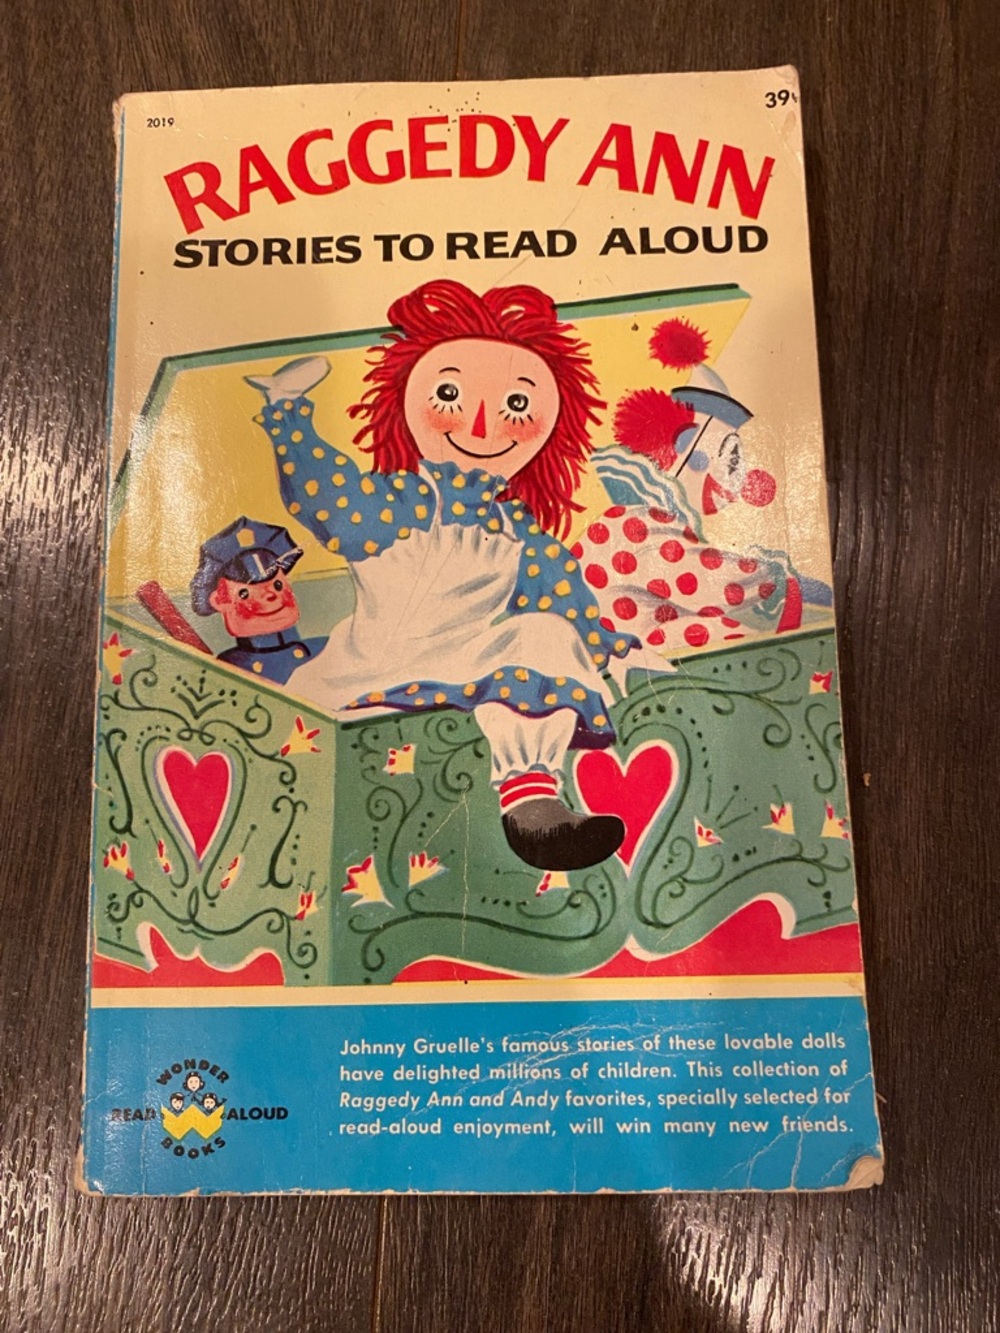 2019
39¢
RAGGEDY ANN
STORIES TO READ ALOUD
Johnny Gruelle's famous stories of these lovable dolls
have delighted millions of children. This collection of
Raggedy Ann and Andy favorites, specially selected for
read-aloud enjoyment, will win many new friends.
WONDER
READ ALOUD
BOOKS